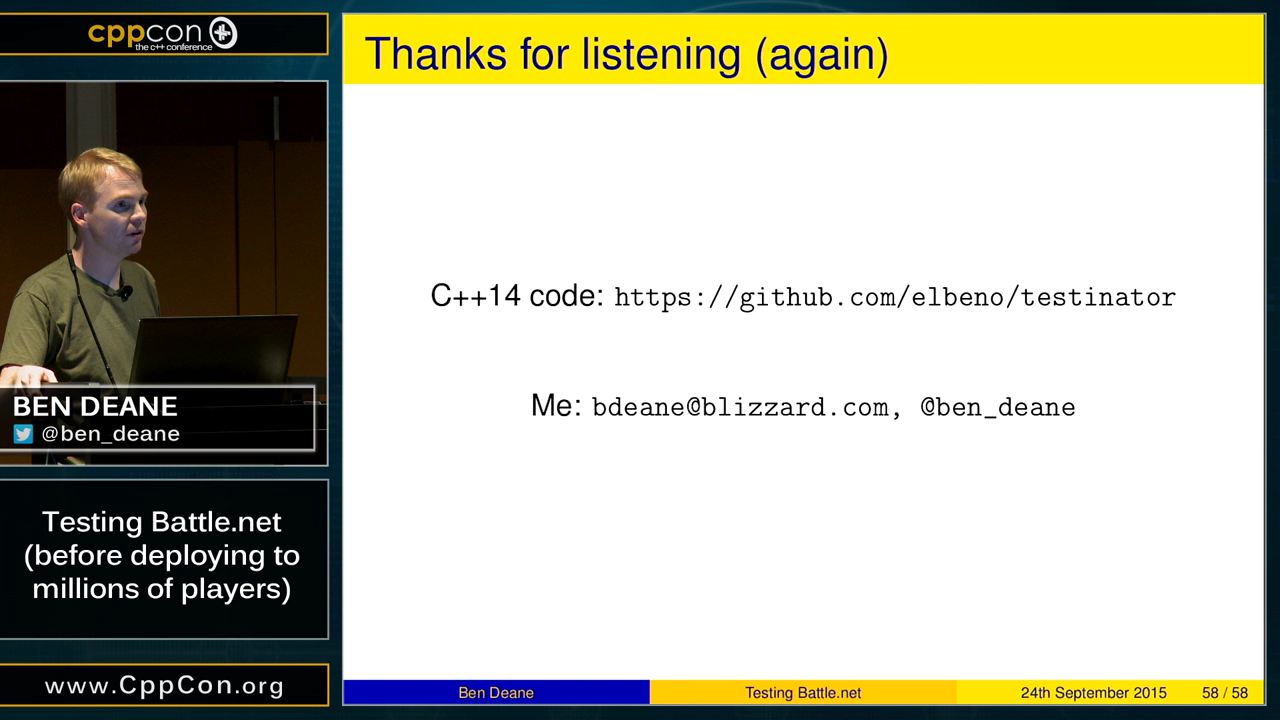 cppcon
the c++ conference
BEN DEANE
@ben_deane
Testing Battle.net
(before deploying to
millions of players)
www.CppCon.org
Thanks for listening (again)
C++14 code: https://github.com/elbeno/testinator
Me: bdeane@blizzard.com, @ben_deane
Ben Deane
Testing Battle.net
24th September 2015 58 / 58